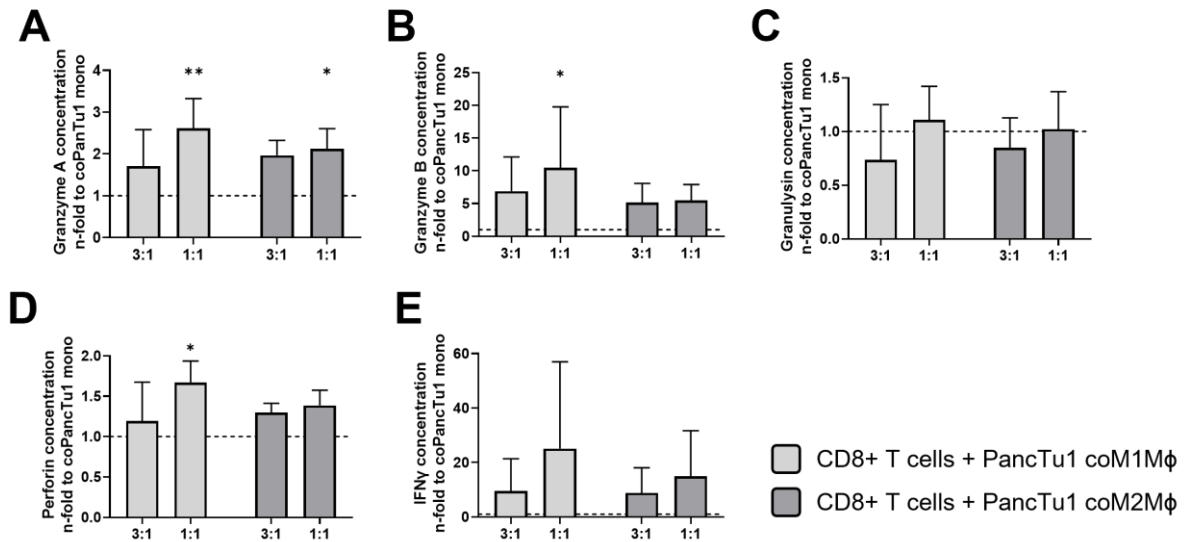 A
Granzyme A concentration
n-fold to coPanTu1 mono
4
3
2
1
0
** *
3:1 1:1 3:1 1:1
B
Granzyme B concentration
n-fold to coPancTu1 mono
25
20
15
10
5
0
*
3:1 1:1 3:1 1:1
C
Granulysin concentration
n-fold to coPancTu1 mono
1.5
1.0
0.5
0.0
3:1 1:1 3:1 1:1
D
Perforin concentration
n-fold to coPancTu1 mono
2.0
1.5
1.0
0.5
0.0
*
3:1 1:1 3:1 1:1
E
IFNγ concentration
n-fold to coPancTu1 mono
60
40
20
0
3:1 1:1 3:1 1:1
CD8+ T cells + PancTu1 coM1Mϕ
CD8+ T cells + PancTu1 coM2Mϕ